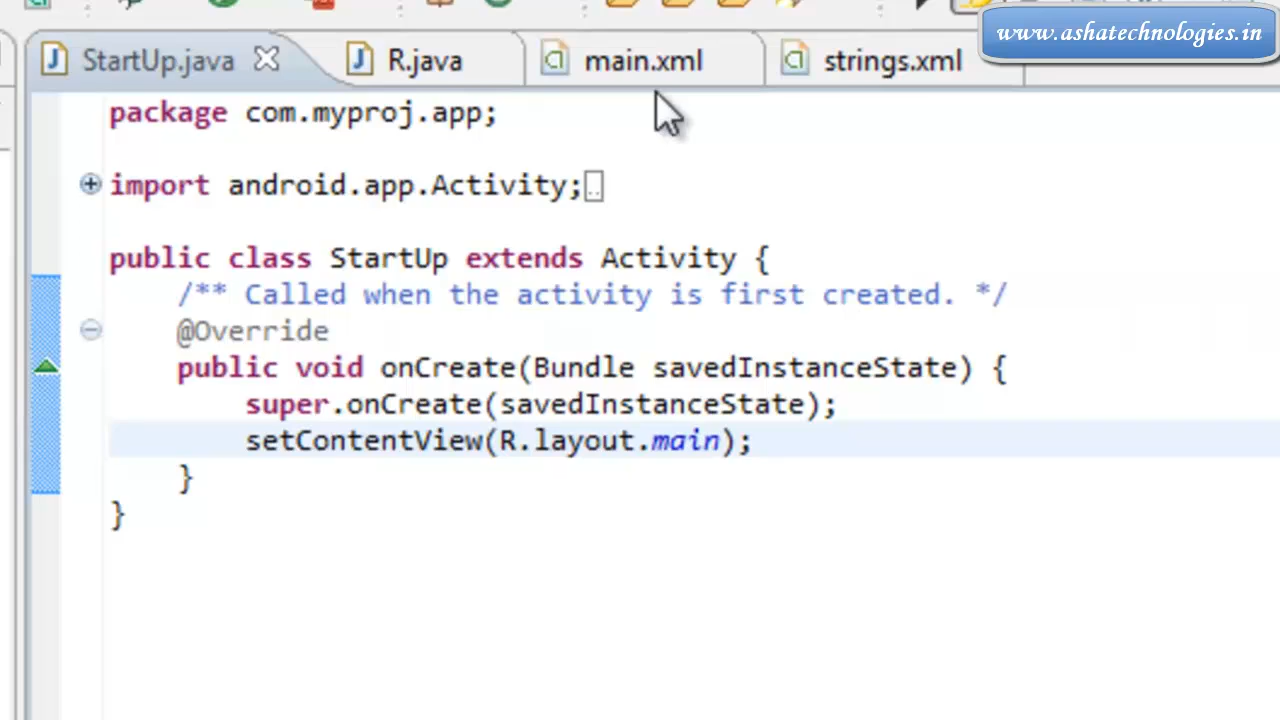 www.ashatechnologies.in
StartUp.java R.java main.xml strings.xml
package com.myproj.app;
import android.app.Activity;
public class StartUp extends Activity {
/** Called when the activity is first created. */
@Override
public void onCreate(Bundle savedInstanceState) {
super.onCreate(savedInstanceState);
setContentView(R.layout.main);
}
}